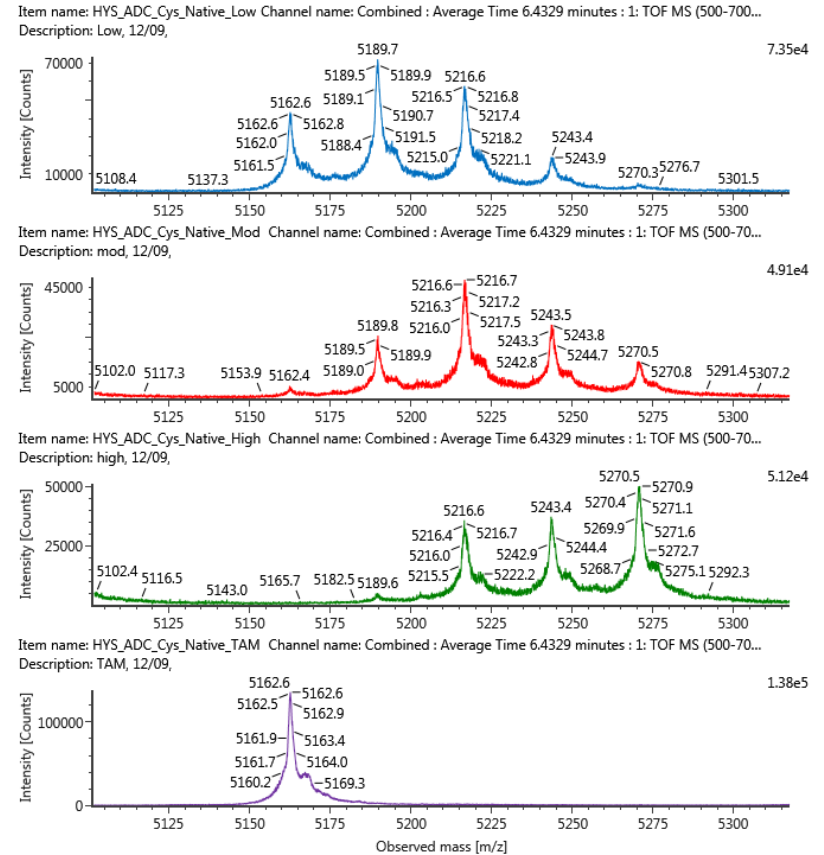 Item name: HYS_ADC_Cys_Native_Low Channel name: Combined : Average Time 6.4329 minutes : 1: TOF MS (500-700...
Description: Low, 12/09,
7.35e4
Intensity [Counts]
70000
10000
5108.4 5137.3 5161.5 5162.0 5162.6 5162.6 5162.8 5188.4 5189.1 5189.5 5189.7 5189.9 5190.7 5191.5 5215.0 5216.5 5216.6 5216.8 5217.4 5218.2 5221.1 5243.4 5243.9 5270.3 5276.7 5301.5
5125 5150 5175 5200 5225 5250 5275 5300
Item name: HYS_ADC_Cys_Native_Mod Channel name: Combined : Average Time 6.4329 minutes : 1: TOF MS (500-70...
Description: mod, 12/09,
4.91e4
Intensity [Counts]
45000
5000
5102.0 5117.3 5153.9 5162.4 5189.0 5189.5 5189.8 5189.9 5216.0 5216.3 5216.6 5216.7 5217.2 5217.5 5242.8 5243.3 5243.5 5243.8 5244.7 5270.5 5270.8 5291.4 5307.2
5125 5150 5175 5200 5225 5250 5275 5300
Item name: HYS_ADC_Cys_Native_High Channel name: Combined : Average Time 6.4329 minutes : 1: TOF MS (500-70...
Description: high, 12/09,
5.12e4
Intensity [Counts]
50000
25000
5102.4 5116.5 5143.0 5165.7 5182.5 5189.6 5215.5 5216.0 5216.4 5216.6 5216.7 5222.2 5242.9 5243.4 5244.4 5268.7 5269.9 5270.4 5270.5 5270.9 5271.1 5271.6 5272.7 5275.1 5292.3
5125 5150 5175 5200 5225 5250 5275 5300
Item name: HYS_ADC_Cys_Native_TAM Channel name: Combined : Average Time 6.4329 minutes : 1: TOF MS (500-70...
Description: TAM, 12/09,
1.38e5
Intensity [Counts]
100000
0
5160.2 5161.7 5161.9 5162.5 5162.6 5162.6 5162.9 5163.4 5164.0 5169.3
5125 5150 5175 5200 5225 5250 5275 5300
Observed mass [m/z]